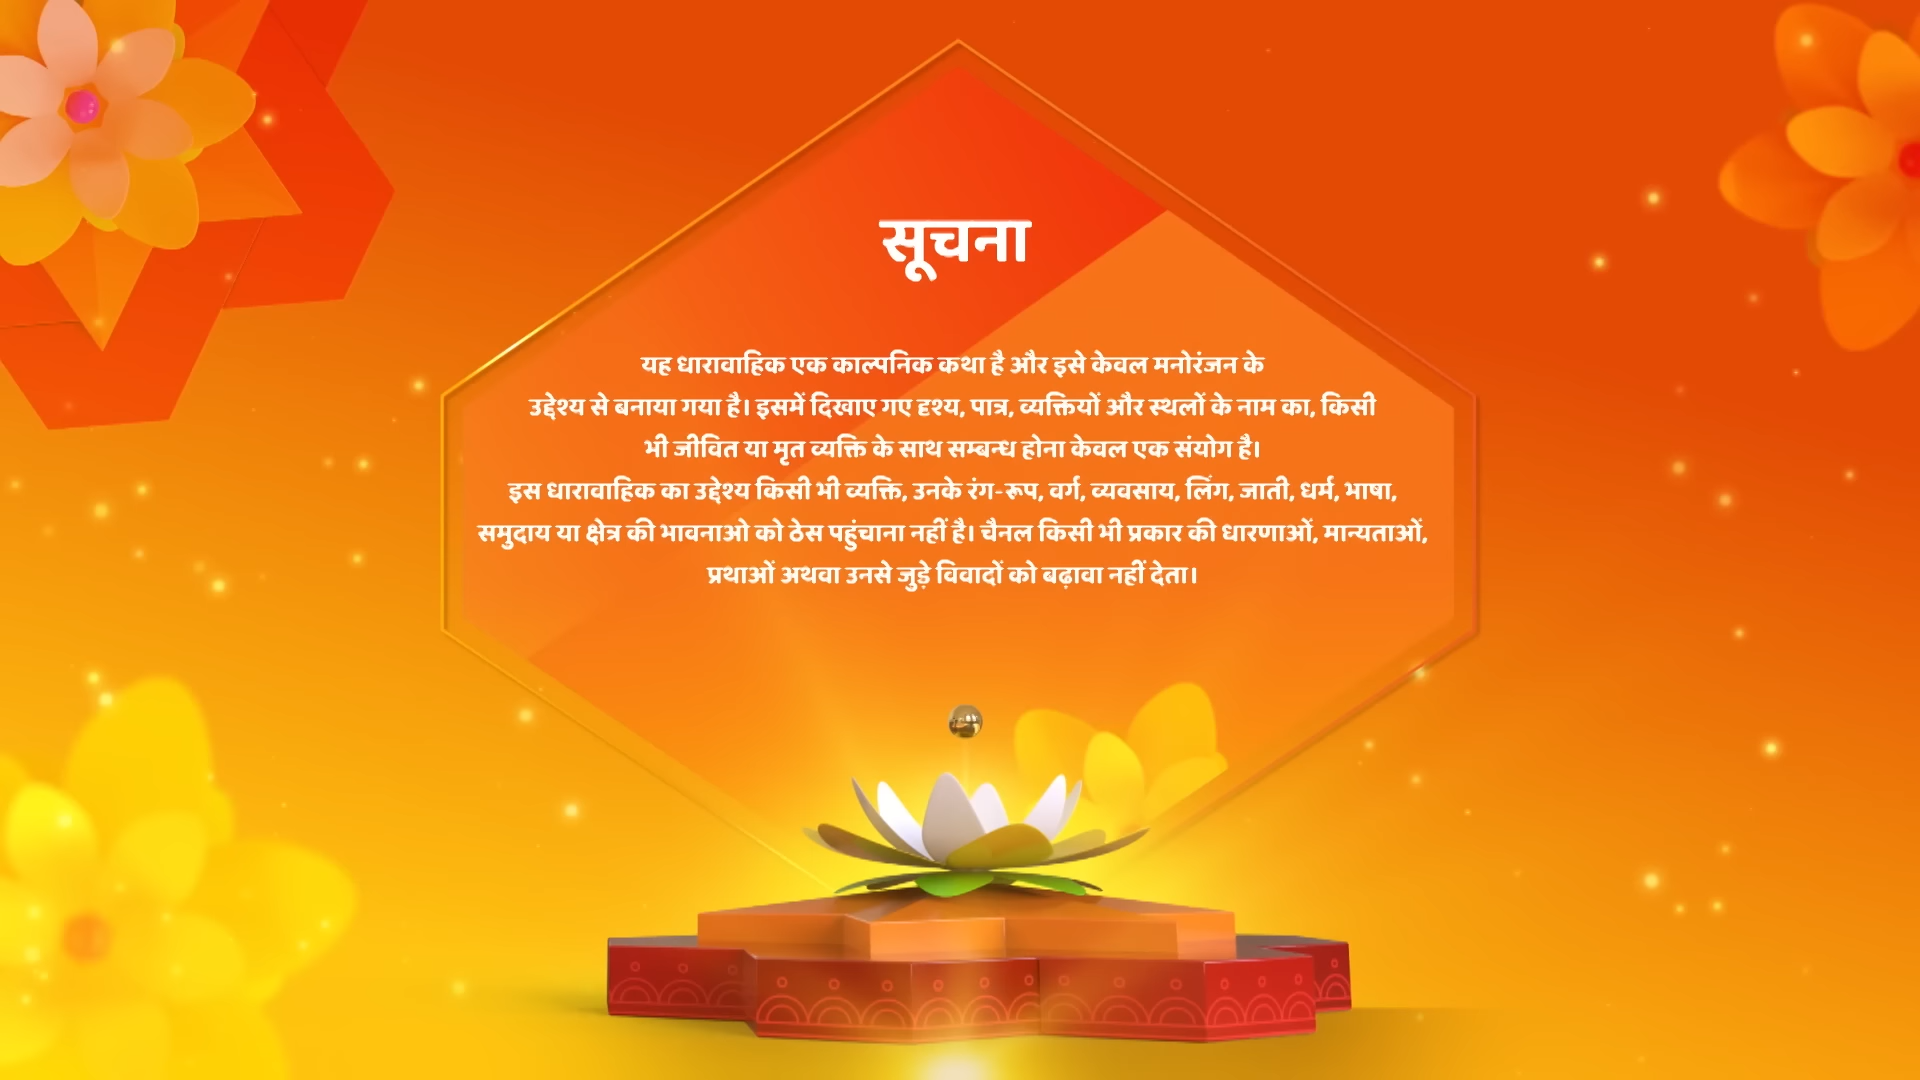 सूचना
यह धारावाहिक एक काल्पनिक कथा है और इसे केवल मनोरंजन के
उद्देश्य से बनाया गया है। इसमें दिखाए गए दृश्य, पात्र, व्यक्तियों और स्थलों के नाम का, किसी
भी जीवित या मृत व्यक्ति के साथ सम्बन्ध होना केवल एक संयोग है।
इस धारावाहिक का उद्देश्य किसी भी व्यक्ति, उनके रंग-रूप, वर्ग, व्यवसाय, लिंग, जाती, धर्म, भाषा,
समुदाय या क्षेत्र की भावनाओ को ठेस पहुंचाना नहीं है। चैनल किसी भी प्रकार की धारणाओं, मान्यताओं,
प्रथाओं अथवा उनसे जुड़े विवादों को बढ़ावा नहीं देता।